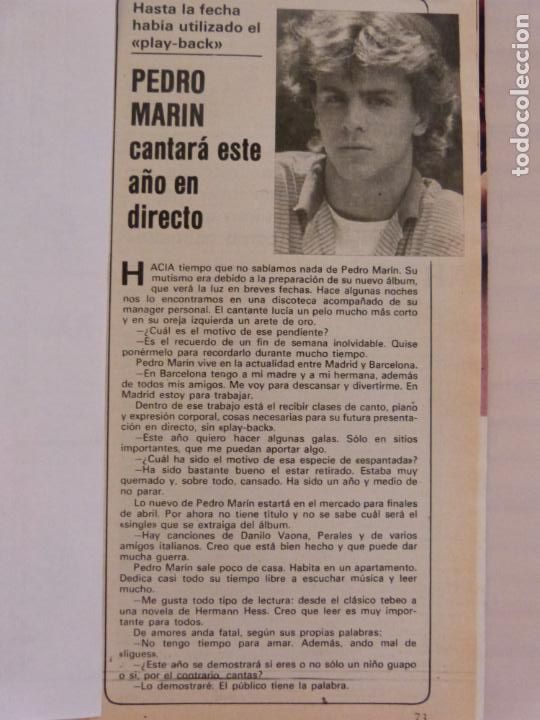 Hasta la fecha
había utilizado el
«play-back»
PEDRO
MARIN
cantará este
año en
directo
HACIA tiempo que no sabíamos nada de Pedro Marín. Su
mutismo era debido a la preparación de su nuevo álbum,
que verá la luz en breves fechas. Hace algunas noches
nos lo encontramos en una discoteca acompañado de su
manager personal. El cantante lucía un pelo mucho más corto
y en su oreja izquierda un arete de oro.
—¿Cuál es el motivo de ese pendiente?
—Es el recuerdo de un fin de semana inolvidable. Quise
ponérmelo para recordarlo durante mucho tiempo.
Pedro Marín vive en la actualidad entre Madrid y Barcelona.
—En Barcelona tengo a mi madre y a mi hermana, además
de todos mis amigos. Me voy para descansar y divertirme. En
Madrid estoy para trabajar.
Dentro de ese trabajo está el recibir clases de canto, piano
y expresión corporal, cosas necesarias para su futura presenta-
ción en directo, sin «play-back».
—Este año quiero hacer algunas galas. Sólo en sitios
importantes, que me puedan aportar algo.
—¿Cuál ha sido el motivo de esa especie de «espantada»?
—Ha sido bastante bueno el estar retirado. Estaba muy
quemado y, sobre todo, cansado. Ha sido un año y medio de
no parar.
Lo nuevo de Pedro Marín estartá en el mercado para finales
de abril. Por ahora no tiene título y no se sabe cuál será el
«single» que se extraiga del álbum.
—Hay canciones de Danilo Vaona, Perales y de varios
amigos italianos. Creo que está bien hecho y que puede dar
mucha guerra.
Pedro Marín sale poco de casa. Habita en un apartamento.
Dedica casi todo su tiempo libre a escuchar música y leer
mucho.
—Me gusta todo tipo de lectura: desde el clásico tebeo a
una novela de Hermann Hess. Creo que leer es muy impor-
tante para todos.
De amores anda fatal, según sus propias palabras;
—No tengo tiempo para amar. Además, ando mal de
«ligues».
—¿Este año se demostrará si eres o no sólo un niño guapo
o si, por el contrario, cantas?
—Lo demostraré. El público tiene la palabra.
73
todocoleccion